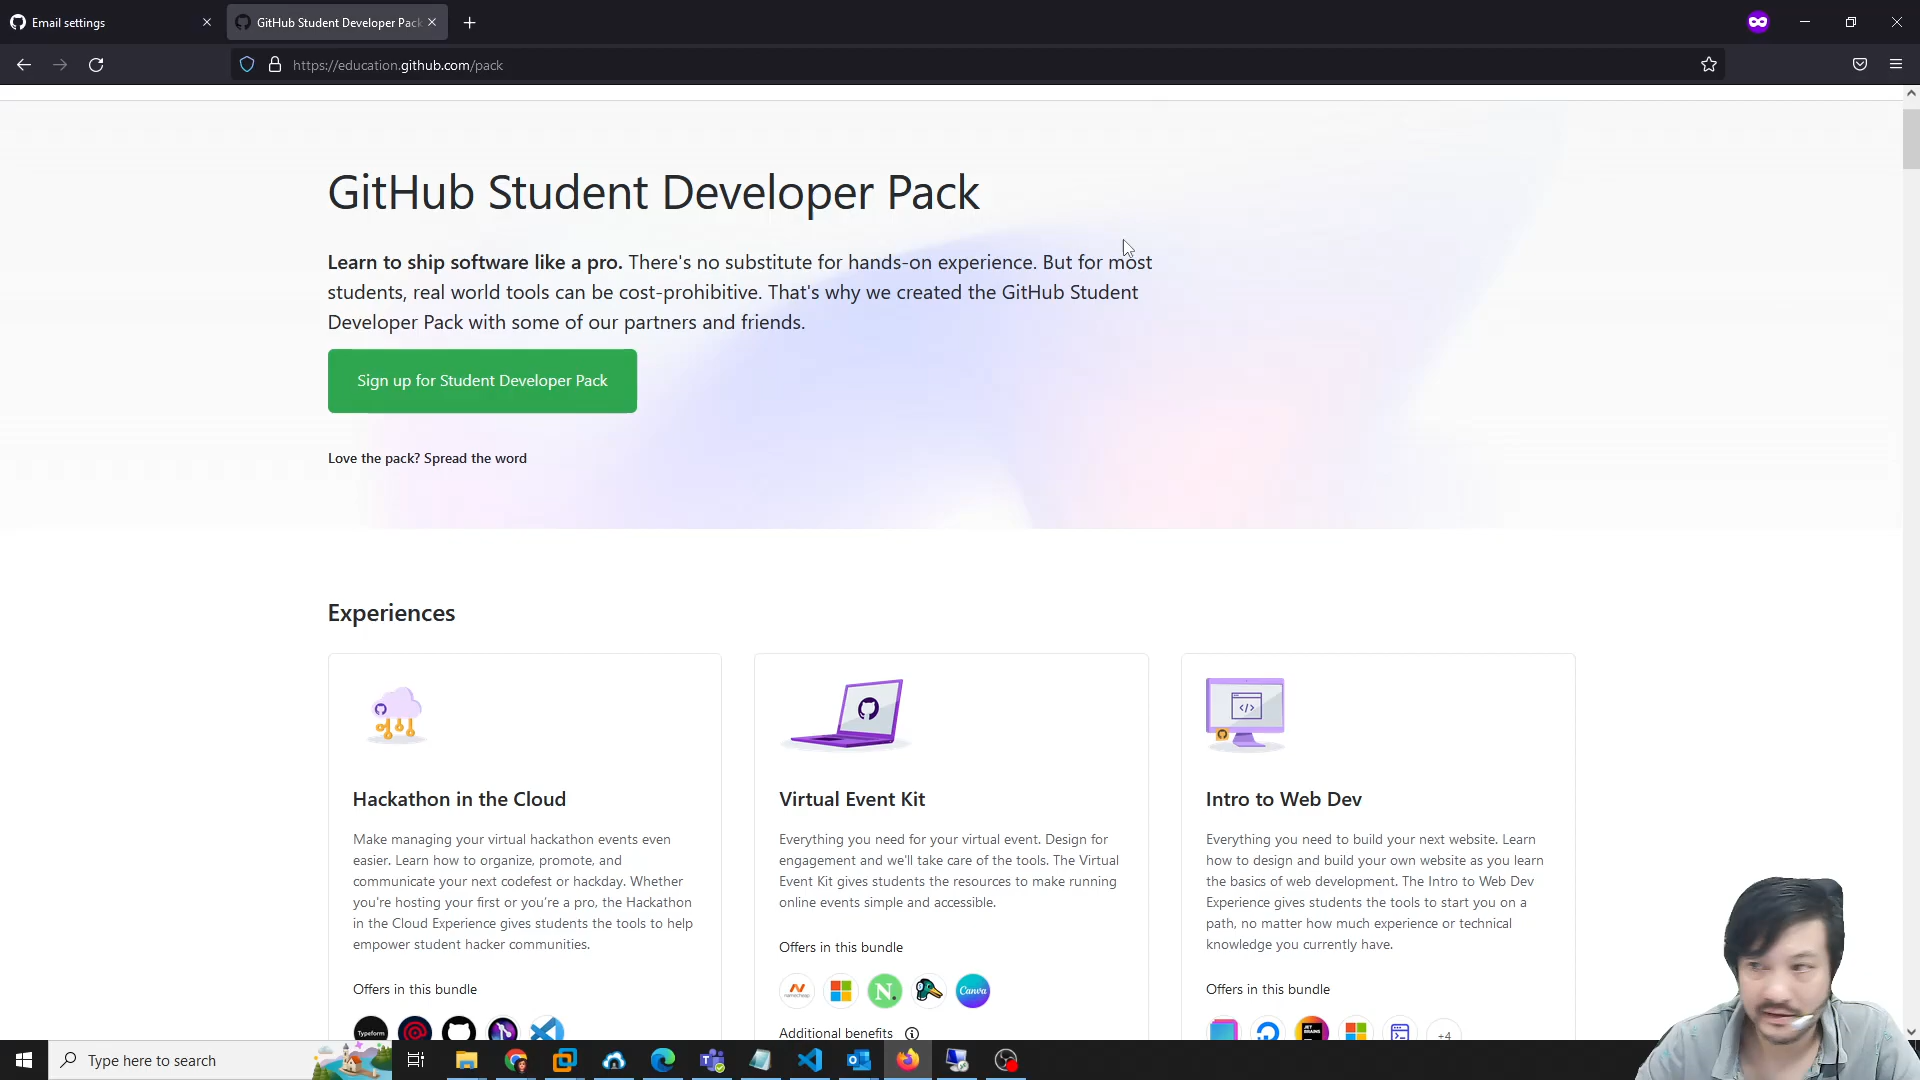 Email settings
GitHub Student Developer Pack
https://education.github.com/pack
GitHub Student Developer Pack
Learn to ship software like a pro. There's no substitute for hands-on experience. But for most
students, real world tools can be cost-prohibitive. That's why we created the GitHub Student
Developer Pack with some of our partners and friends.
Sign up for Student Developer Pack
Love the pack? Spread the word
Experiences
Hackathon in the Cloud
Make managing your virtual hackathon events even
easier. Learn how to organize, promote, and
communicate your next codefest or hackday. Whether
you're hosting your first or you're a pro, the Hackathon
in the Cloud Experience gives students the tools to help
empower student hacker communities.
Offers in this bundle
Typeform
Virtual Event Kit
Everything you need for your virtual event. Design for
engagement and we'll take care of the tools. The Virtual
Event Kit gives students the resources to make running
online events simple and accessible.
Offers in this bundle
namecheap
N.
Canva
Additional benefits
Intro to Web Dev
</>
Everything you need to build your next website. Learn
how to design and build your own website as you learn
the basics of web development. The Intro to Web Dev
Experience gives students the tools to start you on a
path, no matter how much experience or technical
knowledge you currently have.
Offers in this bundle
JET
BRAINS
+4
Type here to search